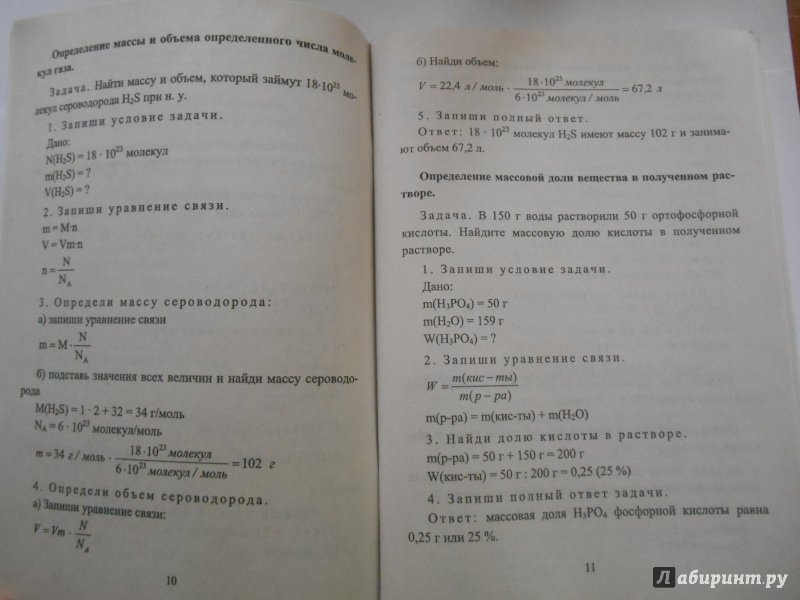 Определение массы и объема определенного числа моле-
кул газа.
Задача. Найти массу и объем, который займут 18·10²³ мо-
лекул сероводорода H₂S при н. у.
1. Запиши условие задачи.
Дано:
N(H₂S) = 18 · 10²³ молекул
m(H₂S) = ?
V(H₂S) = ?
2. Запиши уравнение связи.
m = M·n
V = Vm·n
n = N
N_A
3. Определи массу сероводорода:
а) запиши уравнение связи
m = M · N
N_A
б) подставь значения всех величин и найди массу сероводо-
рода
M(H₂S) = 1 · 2 + 32 = 34 г/моль
N_A = 6 · 10²³ молекул/моль
m = 34 г / моль · 18·10²³ молекул = 102 г
6·10²³ молекул / моль
4. Определи объем сероводорода.
а) Запиши уравнение связи:
V = Vm · N
N_A
10
б) Найди объем:
V = 22,4 л / моль · 18·10²³ молекул = 67,2 л
6·10²³ молекул / моль
5. Запиши полный ответ.
Ответ: 18 · 10²³ молекул H₂S имеют массу 102 г и занима-
ют объем 67,2 л.
Определение массовой доли вещества в полученном рас-
творе.
Задача. В 150 г воды растворили 50 г ортофосфорной
кислоты. Найдите массовую долю кислоты в полученном
растворе.
1. Запиши условие задачи.
Дано:
m(H₃PO₄) = 50 г
m(H₂O) = 159 г
W(H₃PO₄) = ?
2. Запиши уравнение связи.
W = m(кис – ты)
m(р – ра)
m(р-ра) = m(кис-ты) + m(H₂O)
3. Найди долю кислоты в растворе.
m(р-ра) = 50 г + 150 г = 200 г
W(кис-ты) = 50 г : 200 г = 0,25 (25 %)
4. Запиши полный ответ задачи.
Ответ: массовая доля H₃PO₄ фосфорной кислоты равна
0,25 г или 25 %.
11
Лабиринт.ру